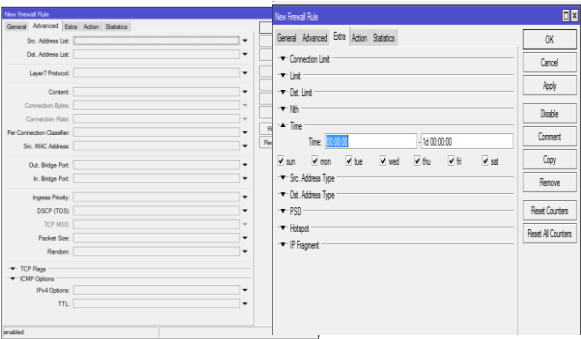 New Firewall Rule
General Advanced Extra Action Statistics
Src. Address List:
Dst. Address List:
Layer7 Protocol:
Content:
Connection Bytes:
Connection Rate:
Per Connection Classifier:
Src. MAC Address:
Out. Bridge Port:
In. Bridge Port:
Ingress Priority:
DSCP (TOS):
TCP MSS:
Packet Size:
Random:
TCP Flags
ICMP Options
IPv4 Options:
TTL:
enabled
New Firewall Rule
General Advanced Extra Action Statistics
Connection Limit
Limit
Dst. Limit
Nth
Time
Time: 00:00:00 - 1d 00:00:00
sun mon tue wed thu fri sat
Src. Address Type
Dst. Address Type
PSD
Hotspot
IP Fragment
OK
Cancel
Apply
Disable
Comment
Copy
Remove
Reset Counters
Reset All Counters